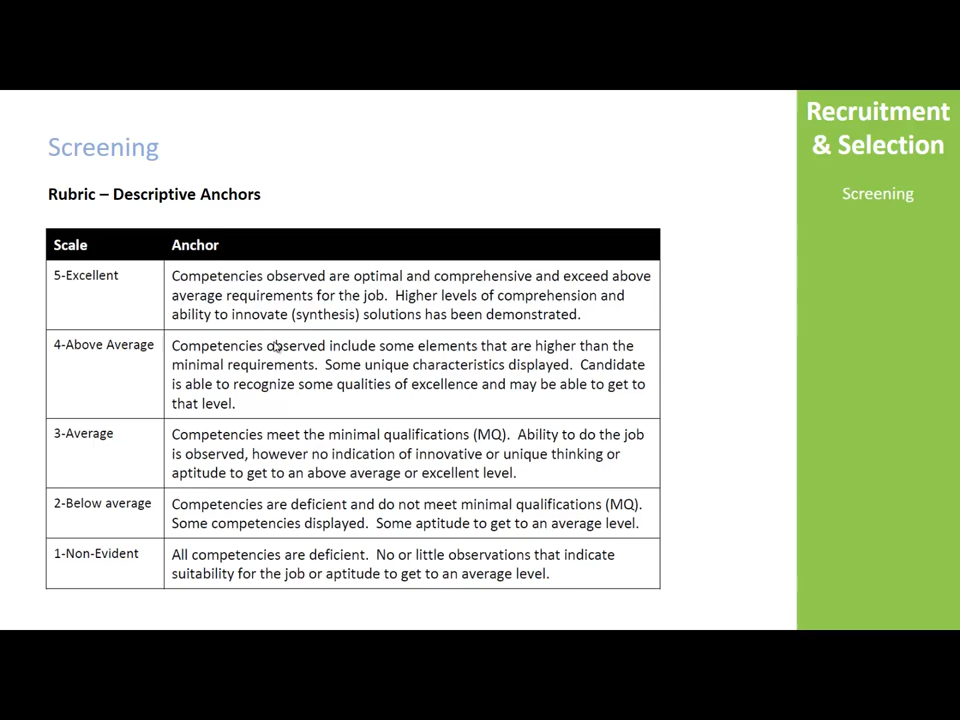 Recruitment
& Selection
Screening
Screening
Rubric – Descriptive Anchors
Scale Anchor
5-Excellent Competencies observed are optimal and comprehensive and exceed above
average requirements for the job. Higher levels of comprehension and
ability to innovate (synthesis) solutions has been demonstrated.
4-Above Average Competencies observed include some elements that are higher than the
minimal requirements. Some unique characteristics displayed. Candidate
is able to recognize some qualities of excellence and may be able to get to
that level.
3-Average Competencies meet the minimal qualifications (MQ). Ability to do the job
is observed, however no indication of innovative or unique thinking or
aptitude to get to an above average or excellent level.
2-Below average Competencies are deficient and do not meet minimal qualifications (MQ).
Some competencies displayed. Some aptitude to get to an average level.
1-Non-Evident All competencies are deficient. No or little observations that indicate
suitability for the job or aptitude to get to an average level.